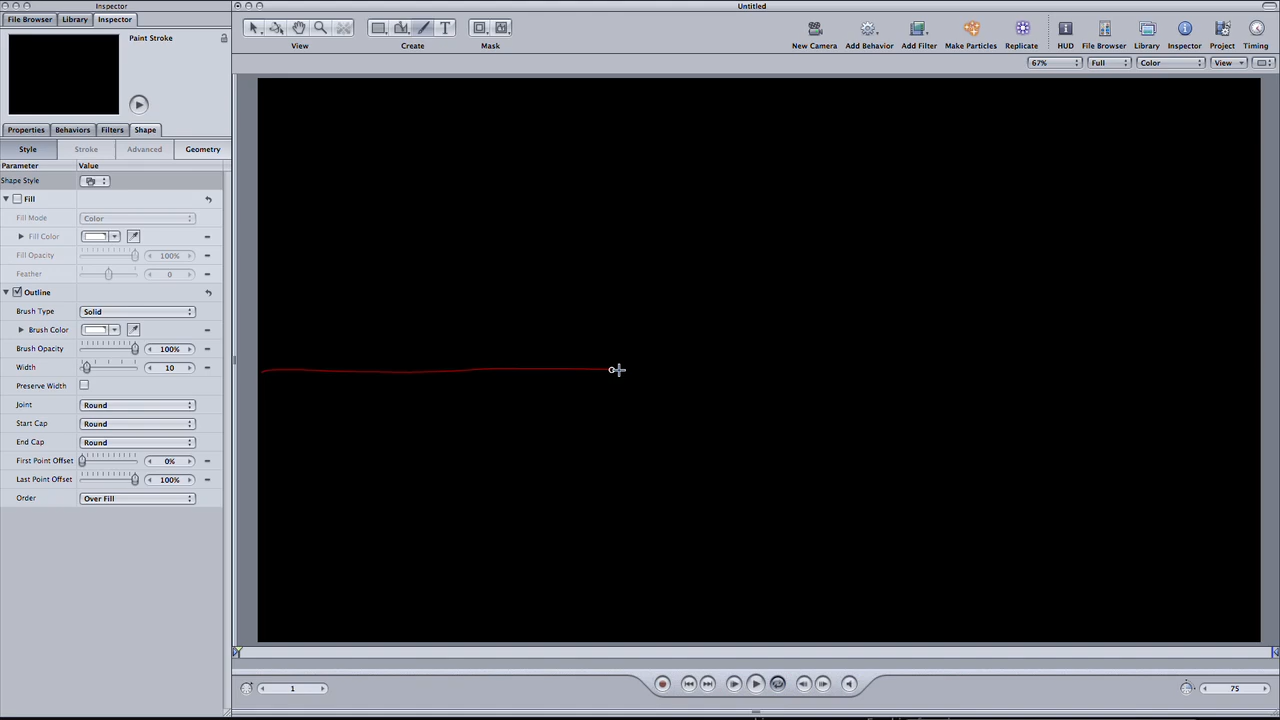 Inspector
Untitled
File Browser Library Inspector
Paint Stroke
View Create Mask
New Camera Add Behavior Add Filter Make Particles Replicate HUD File Browser Library Inspector Project Timing
67% Full Color View
Properties Behaviors Filters Shape
Style Stroke Advanced Geometry
Parameter Value
Shape Style
Fill
Fill Mode Color
Fill Color
Fill Opacity 100%
Feather 0
Outline
Brush Type Solid
Brush Color
Brush Opacity 100%
Width 10
Preserve Width
Joint Round
Start Cap Round
End Cap Round
First Point Offset 0%
Last Point Offset 100%
Order Over Fill
1
75